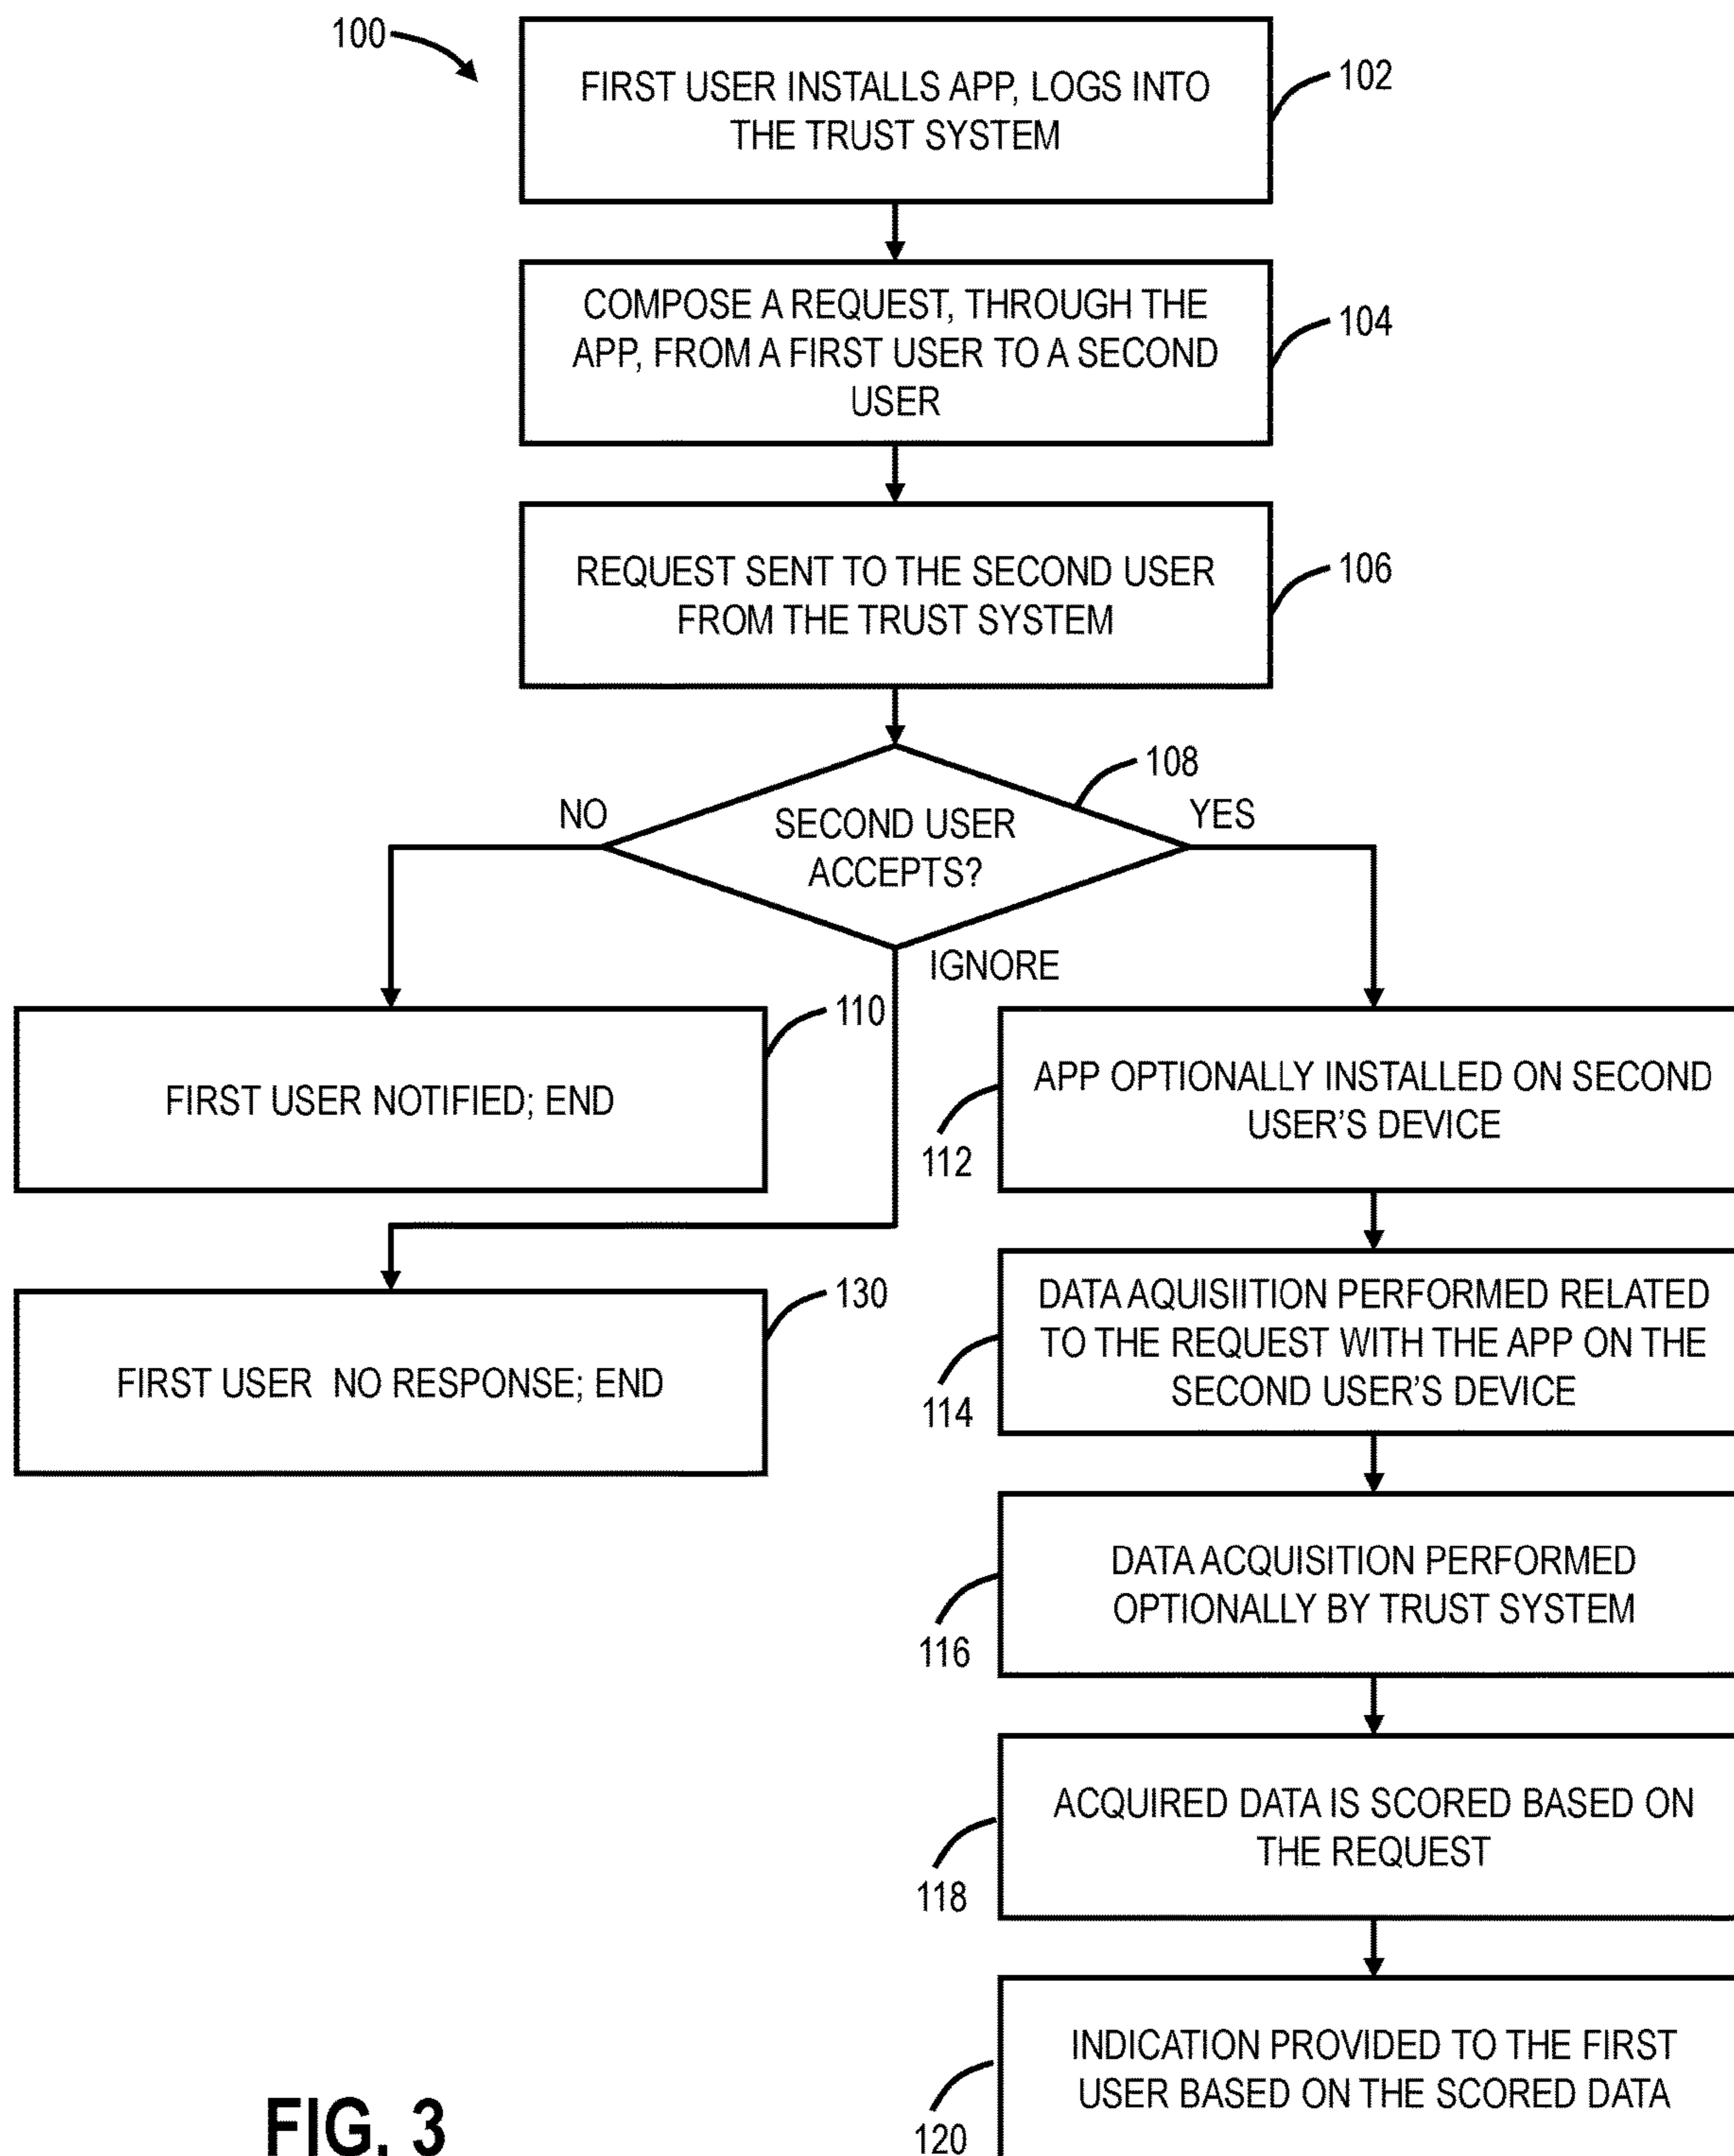 100
FIRST USER INSTALLS APP, LOGS INTO
THE TRUST SYSTEM
102
COMPOSE A REQUEST, THROUGH THE
APP, FROM A FIRST USER TO A SECOND
USER
104
REQUEST SENT TO THE SECOND USER
FROM THE TRUST SYSTEM
106
108
NO
SECOND USER
ACCEPTS?
YES
IGNORE
110
FIRST USER NOTIFIED; END
APP OPTIONALLY INSTALLED ON SECOND
USER'S DEVICE
112
130
FIRST USER NO RESPONSE; END
DATA AQUISIITION PERFORMED RELATED
TO THE REQUEST WITH THE APP ON THE
SECOND USER'S DEVICE
114
DATA ACQUISITION PERFORMED
OPTIONALLY BY TRUST SYSTEM
116
ACQUIRED DATA IS SCORED BASED ON
THE REQUEST
118
INDICATION PROVIDED TO THE FIRST
USER BASED ON THE SCORED DATA
120
FIG. 3